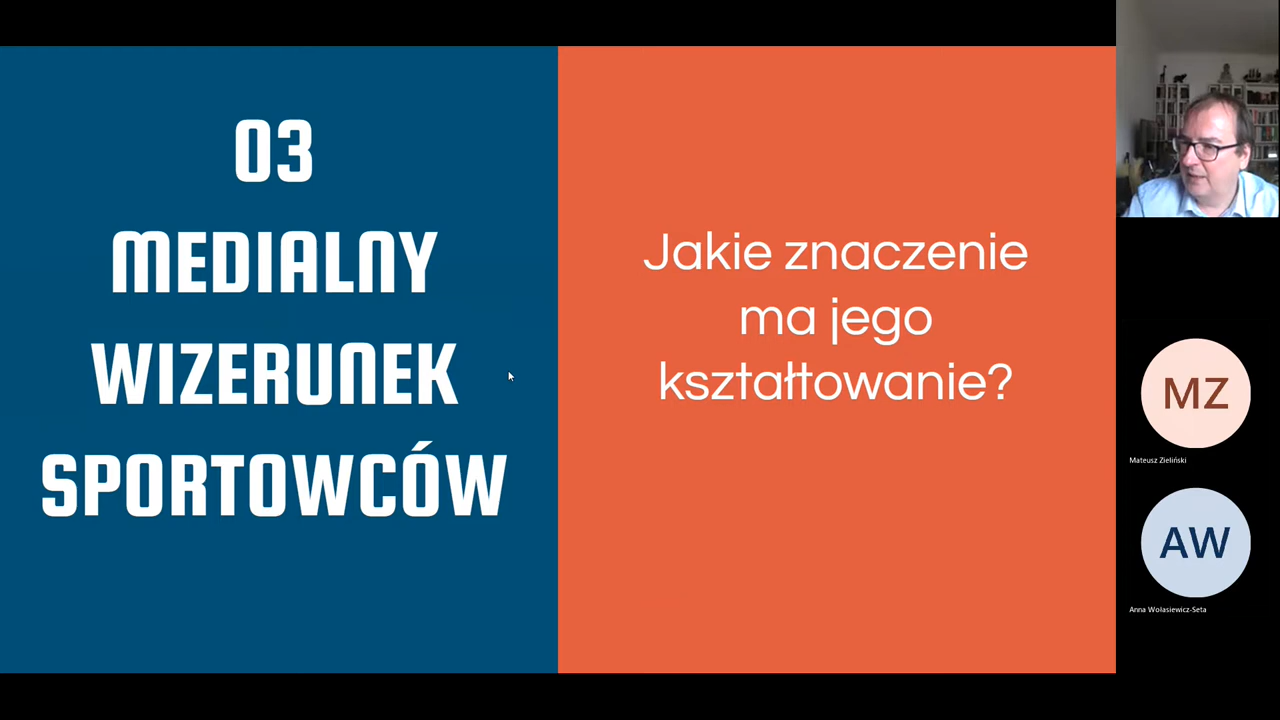 03
MEDIALNY
WIZERUNEK
SPORTOWCÓW
Jakie znaczenie
ma jego
kształtowanie?
MZ
Mateusz Zieliński
AW
Anna Wołasiewicz-Seta